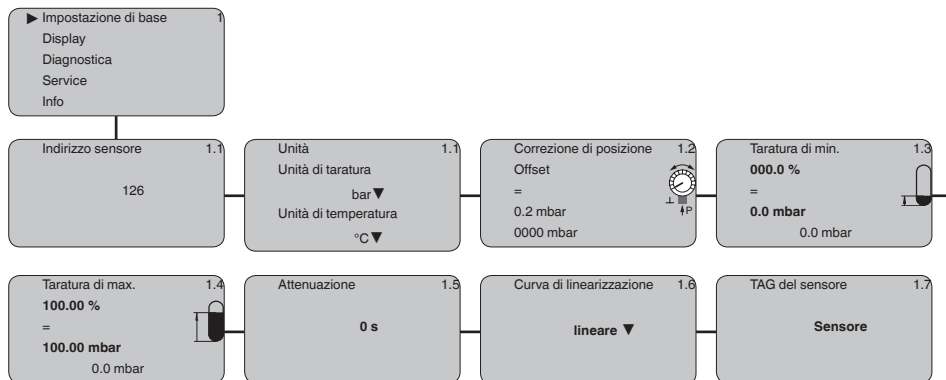 ▶ Impostazione di base 1
Display
Diagnostica
Service
Info
Indirizzo sensore 1.1
126
Unità 1.1
Unità di taratura
bar ▼
Unità di temperatura
°C ▼
Correzione di posizione 1.2
Offset
=
0.2 mbar
0000 mbar
P
Taratura di min. 1.3
000.0 %
=
0.0 mbar
0.0 mbar
Taratura di max. 1.4
100.00 %
=
100.00 mbar
0.0 mbar
Attenuazione 1.5
0 s
Curva di linearizzazione 1.6
lineare ▼
TAG del sensore 1.7
Sensore